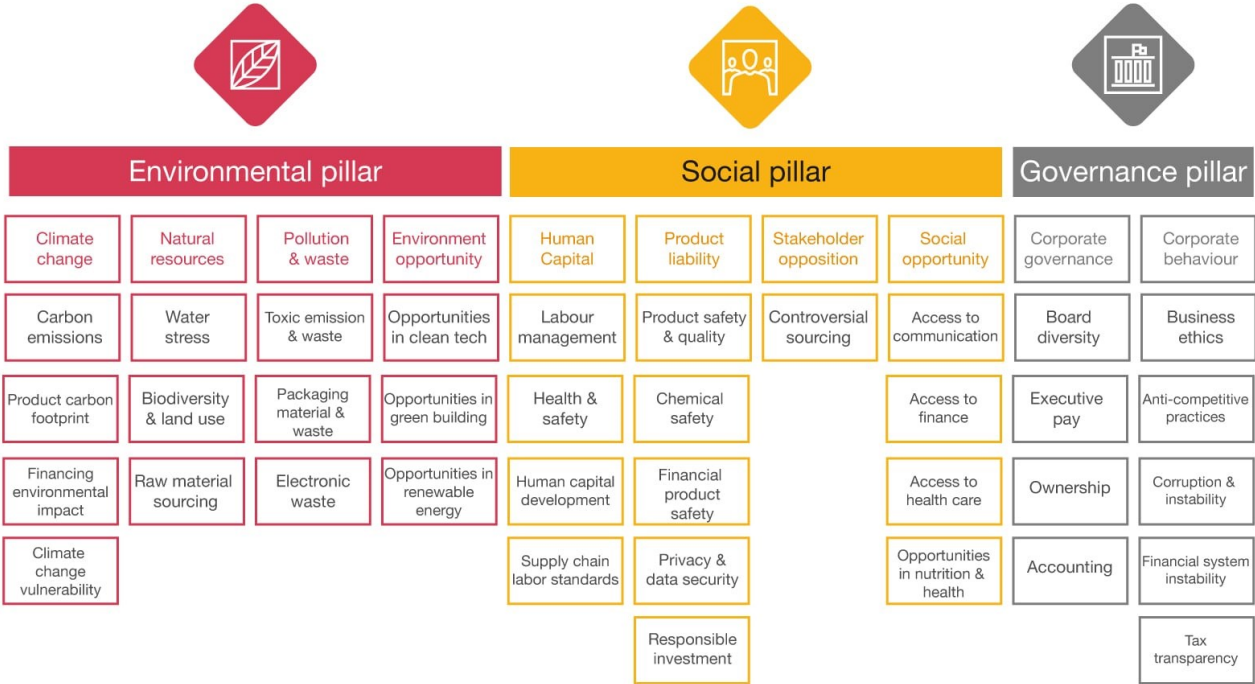 Environmental pillar
Social pillar
Governance pillar
Climate
change
Natural
resources
Pollution
& waste
Environment
opportunity
Human
Capital
Product
liability
Stakeholder
opposition
Social
opportunity
Corporate
governance
Corporate
behaviour
Carbon
emissions
Water
stress
Toxic emission
& waste
Opportunities
in clean tech
Labour
management
Product safety
& quality
Controversial
sourcing
Access to
communication
Board
diversity
Business
ethics
Product carbon
footprint
Biodiversity
& land use
Packaging
material &
waste
Opportunities in
green building
Health &
safety
Chemical
safety
Access to
finance
Executive
pay
Anti-competitive
practices
Financing
environmental
impact
Raw material
sourcing
Electronic
waste
Opportunities in
renewable
energy
Human capital
development
Financial
product
safety
Access to
health care
Ownership
Corruption &
instability
Climate
change
vulnerability
Supply chain
labor standards
Privacy &
data security
Opportunities
in nutrition &
health
Accounting
Financial system
instability
Responsible
investment
Tax
transparency